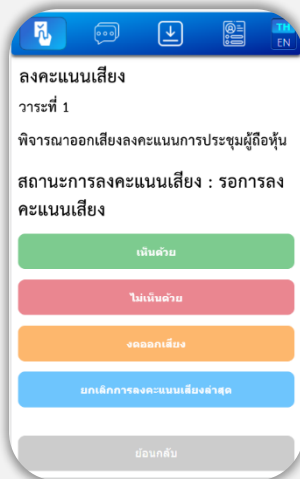 TH
EN
ลงคะแนนเสียง
วาระที่ 1
พิจารณาออกเสียงลงคะแนนการประชุมผู้ถือหุ้น
สถานะการลงคะแนนเสียง : รอการลง
คะแนนเสียง
เห็นด้วย
ไม่เห็นด้วย
งดออกเสียง
ยกเลิกการลงคะแนนเสียงล่าสุด
ย้อนกลับ